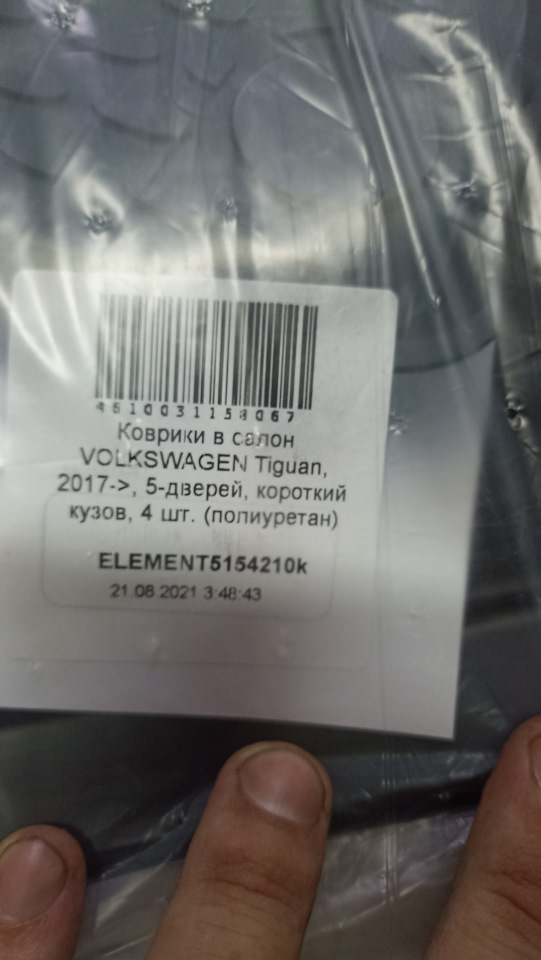 4610031158067
Коврики в салон
VOLKSWAGEN Tiguan,
2017->, 5-дверей, короткий
кузов, 4 шт. (полиуретан)
ELEMENT5154210k
21.08.2021 3:48:43